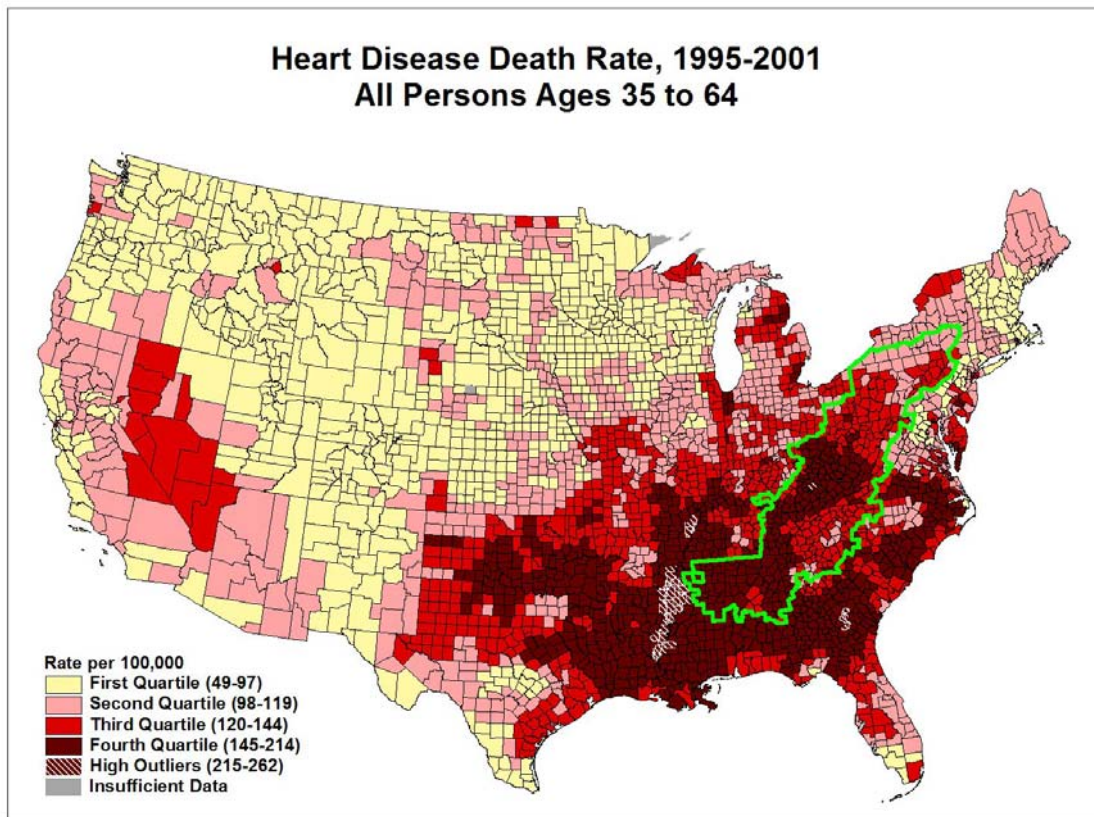 Heart Disease Death Rate, 1995-2001
All Persons Ages 35 to 64
Rate per 100,000
First Quartile (49-97)
Second Quartile (98-119)
Third Quartile (120-144)
Fourth Quartile (145-214)
High Outliers (215-262)
Insufficient Data